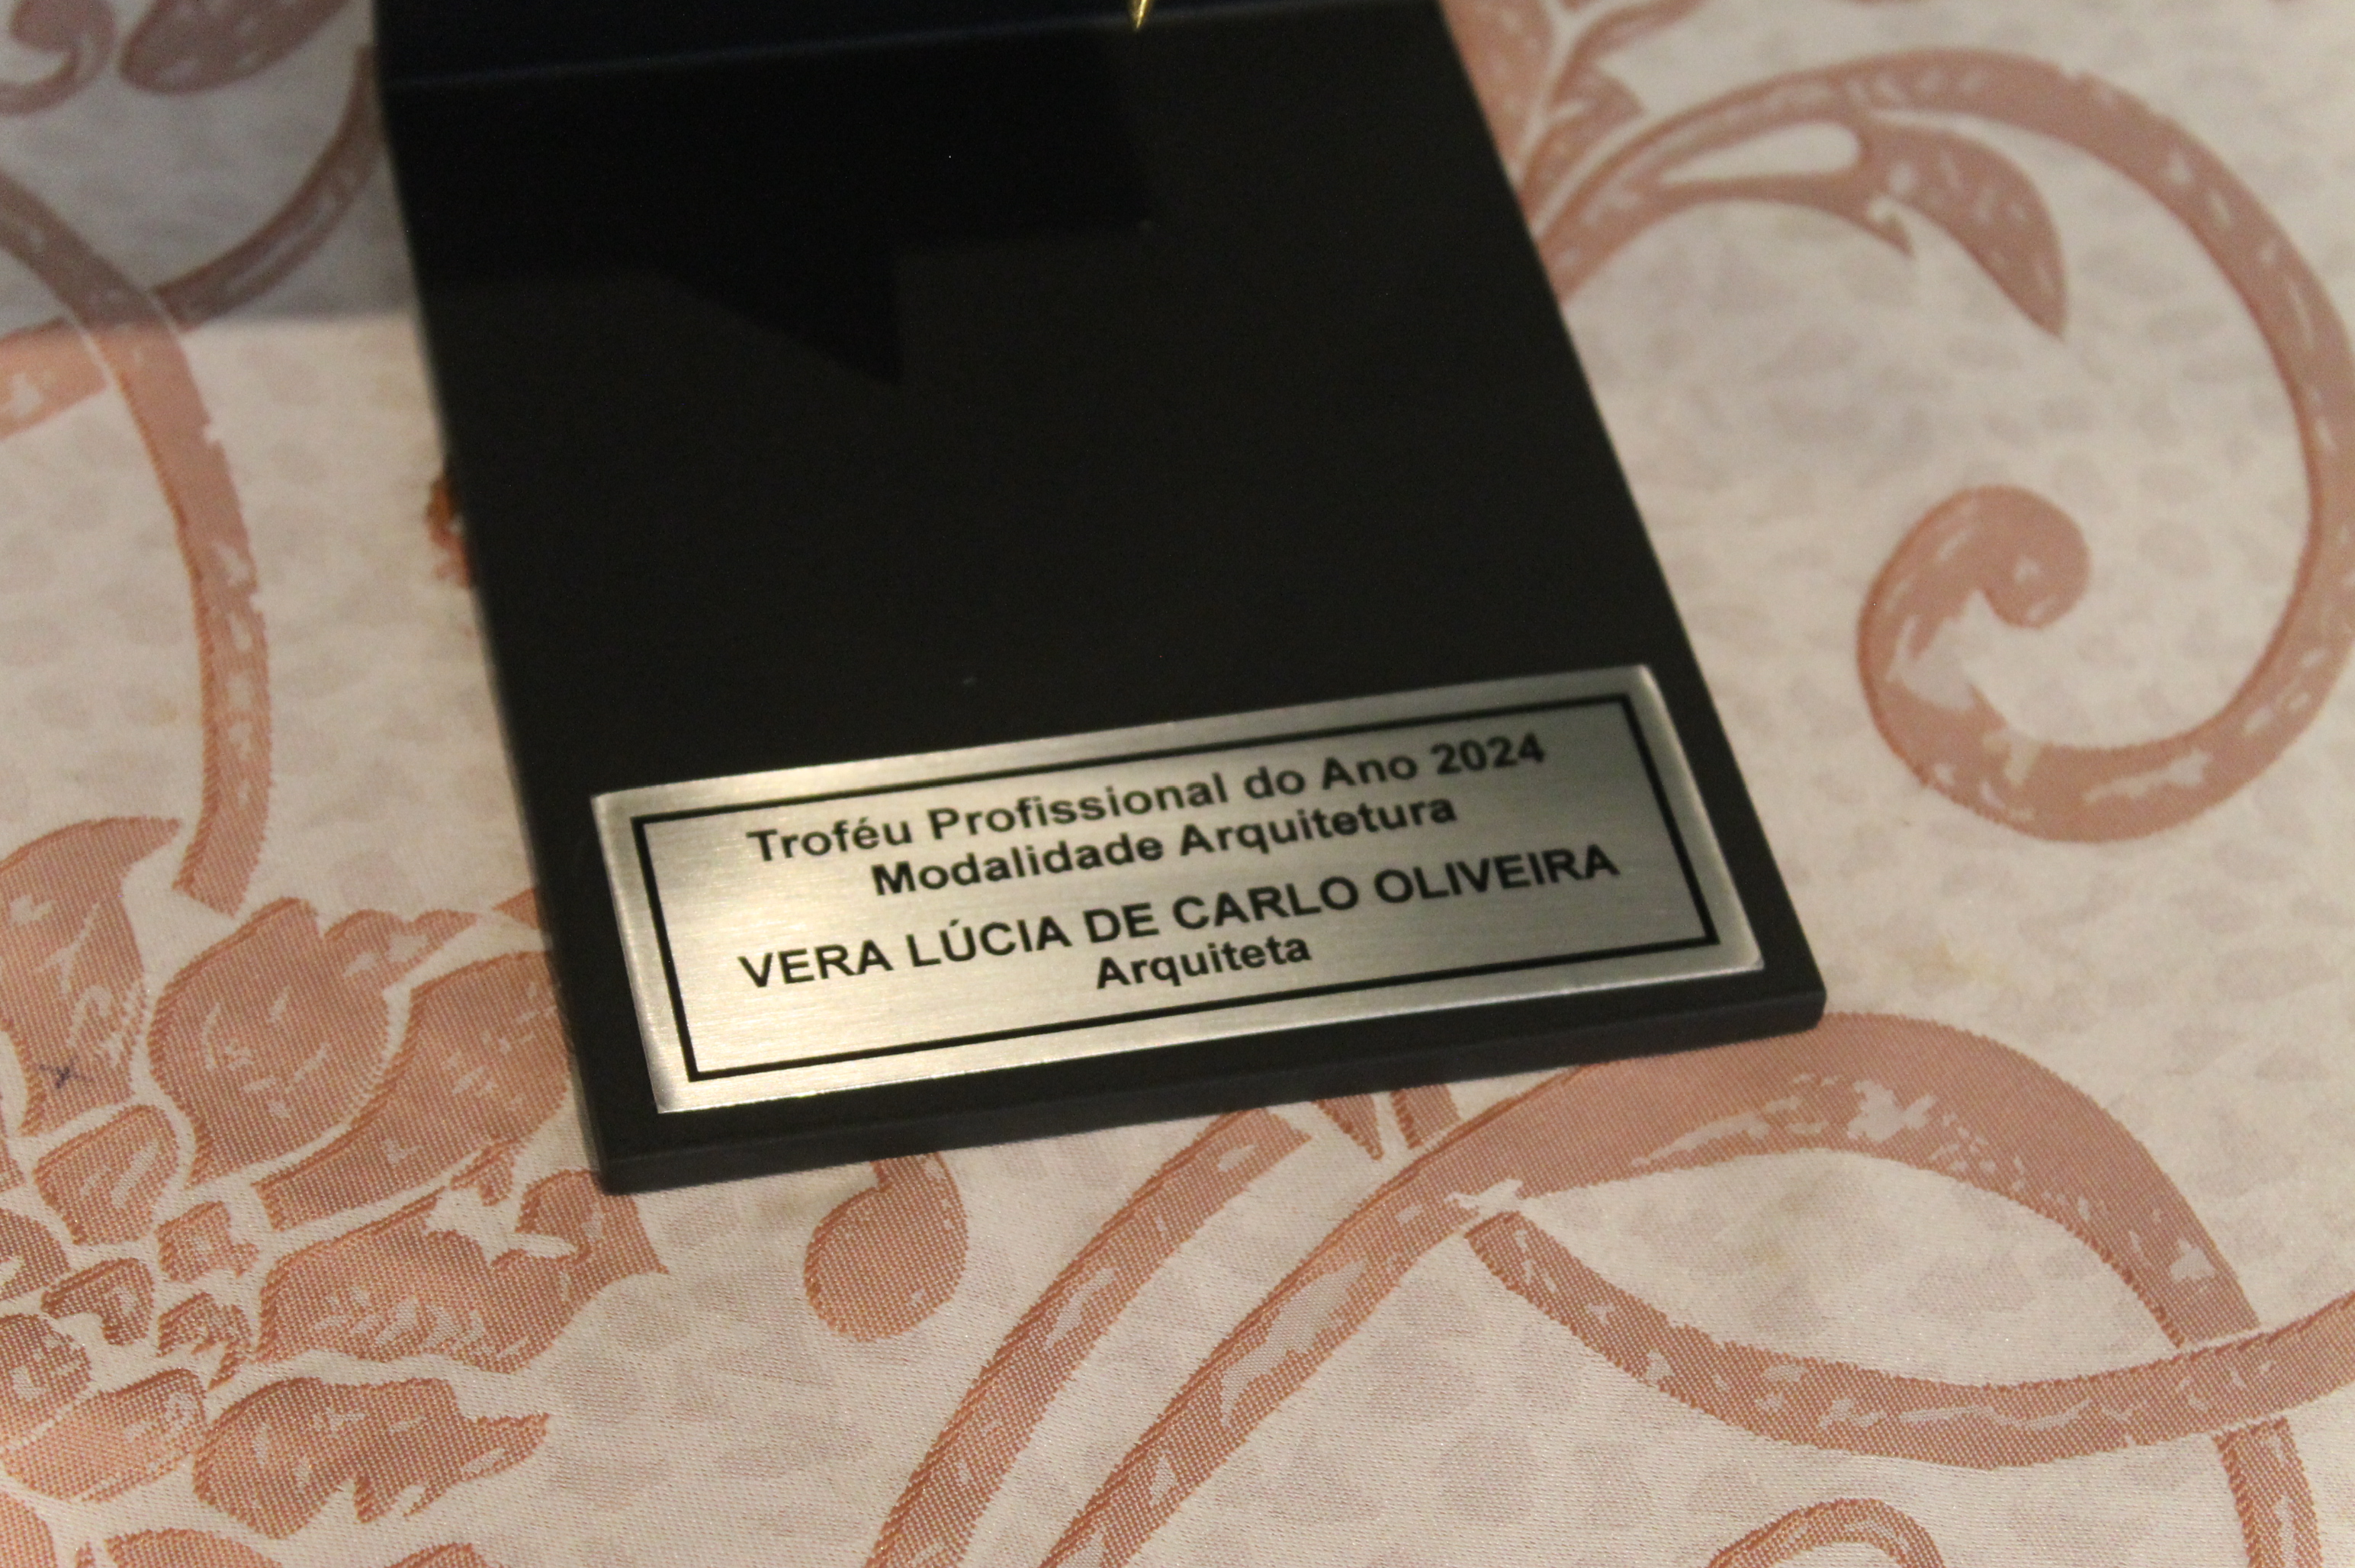 Troféu Profissional do Ano 2024
Modalidade Arquitetura
VERA LÚCIA DE CARLO OLIVEIRA
Arquiteta